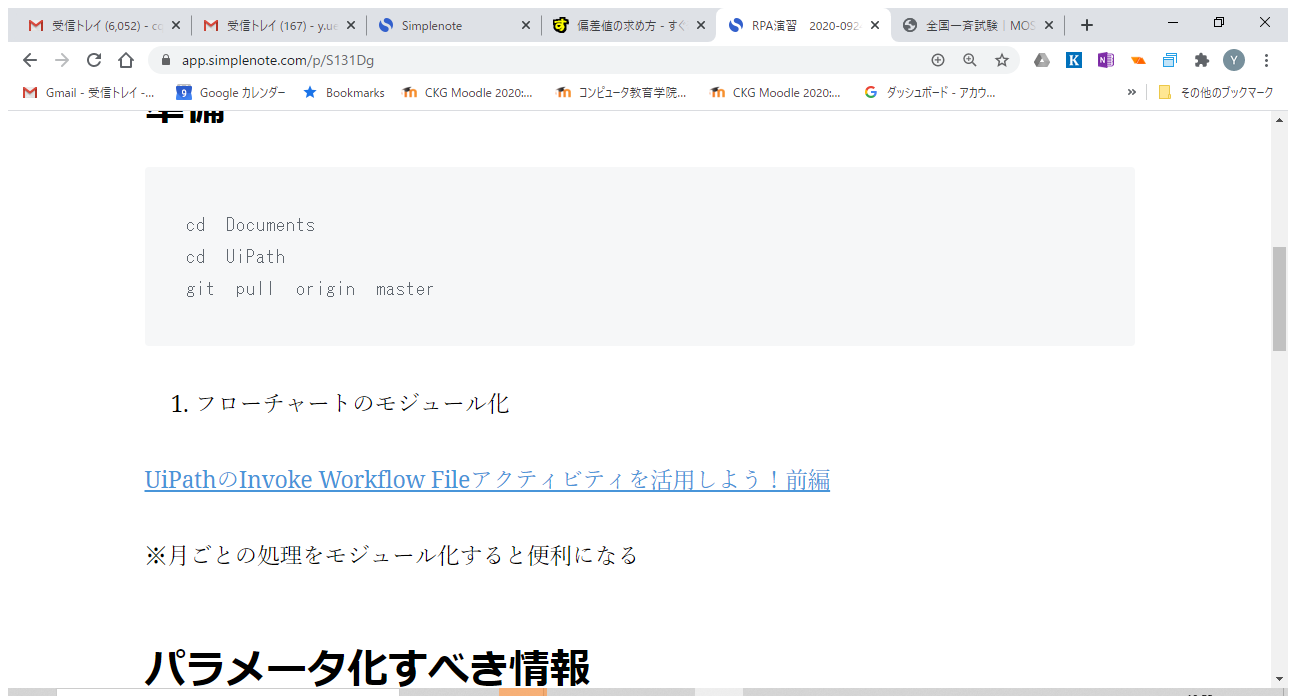 受信トレイ (6,052) - co
受信トレイ (167) - y.ue
Simplenote
偏差値の求め方 - すぐ
RPA演習 2020-092
全国一斉試験｜MOS
app.simplenote.com/p/S131Dg
Y
Gmail - 受信トレイ -...
Google カレンダー
Bookmarks
CKG Moodle 2020:...
コンピュータ教育学院...
CKG Moodle 2020:...
ダッシュボード - アカウ...
»
その他のブックマーク
準備
cd Documents
cd UiPath
git pull origin master
1. フローチャートのモジュール化
UiPathのInvoke Workflow Fileアクティビティを活用しよう！前編
※月ごとの処理をモジュール化すると便利になる
パラメータ化すべき情報